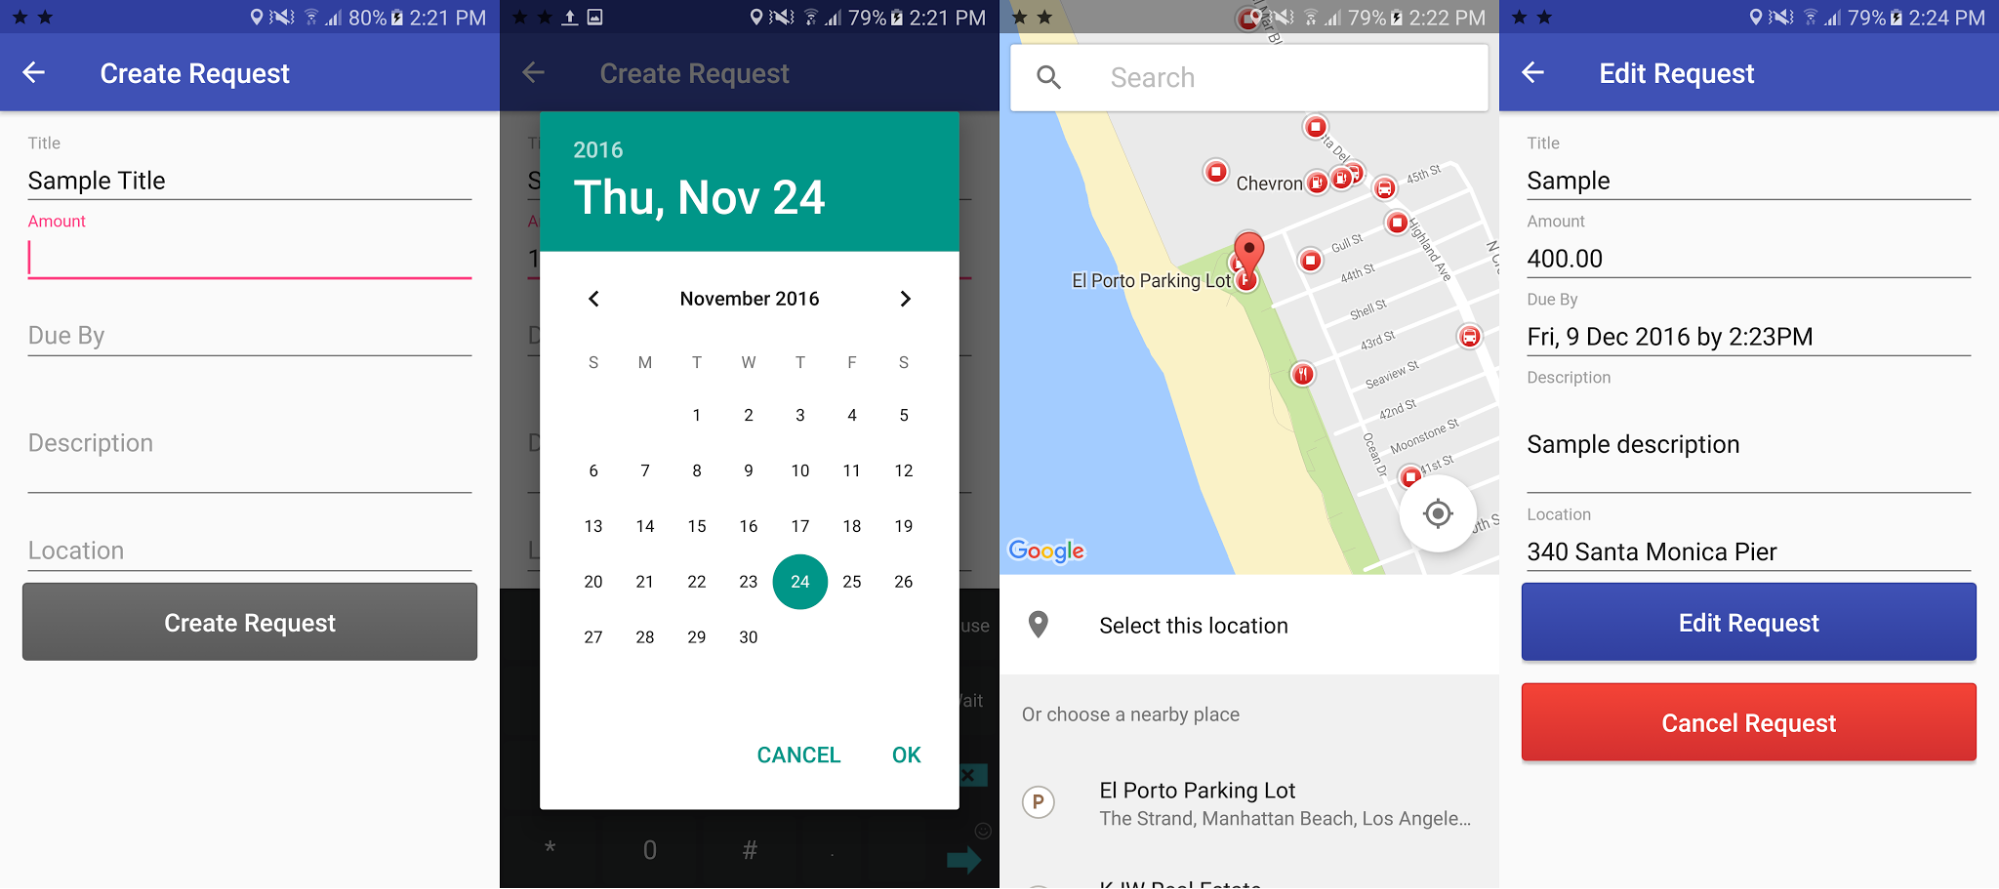 80% 2:21 PM
Create Request
Title
Sample Title
Amount
Due By
Description
Location
Create Request
79% 2:21 PM
Create Request
2016
Thu, Nov 24
November 2016
S M T W T F S
1 2 3 4 5
6 7 8 9 10 11 12
13 14 15 16 17 18 19
20 21 22 23 24 25 26
27 28 29 30
CANCEL OK
* 0 # .
79% 2:22 PM
Search
Chevron
45th St
Highland Ave
Gull St
44th St
El Porto Parking Lot
P
Shell St
43rd St
Seaview St
42nd St
Moonstone St
Ocean Dr
41st St
Google
Select this location
Or choose a nearby place
P
El Porto Parking Lot
The Strand, Manhattan Beach, Los Angele...
79% 2:24 PM
Edit Request
Title
Sample
Amount
400.00
Due By
Fri, 9 Dec 2016 by 2:23PM
Description
Sample description
Location
340 Santa Monica Pier
Edit Request
Cancel Request